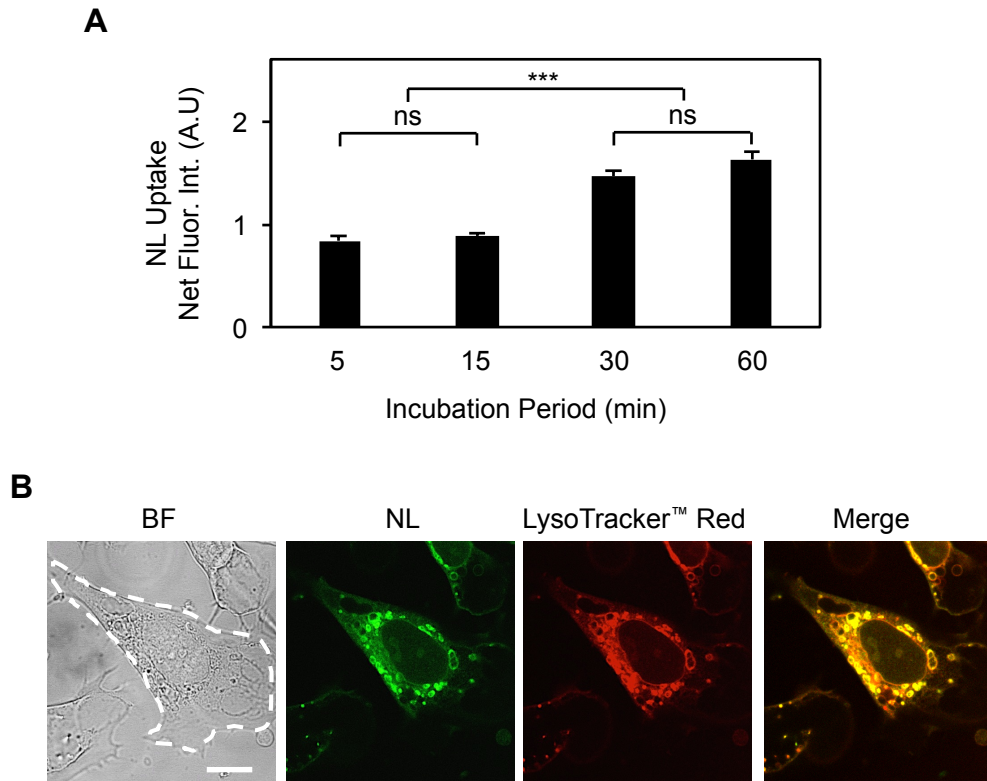 A
***
ns
ns
NL Uptake
Net Fluor. Int. (A.U)
2
1
0
5 15 30 60
Incubation Period (min)
B
BF NL LysoTracker™ Red Merge